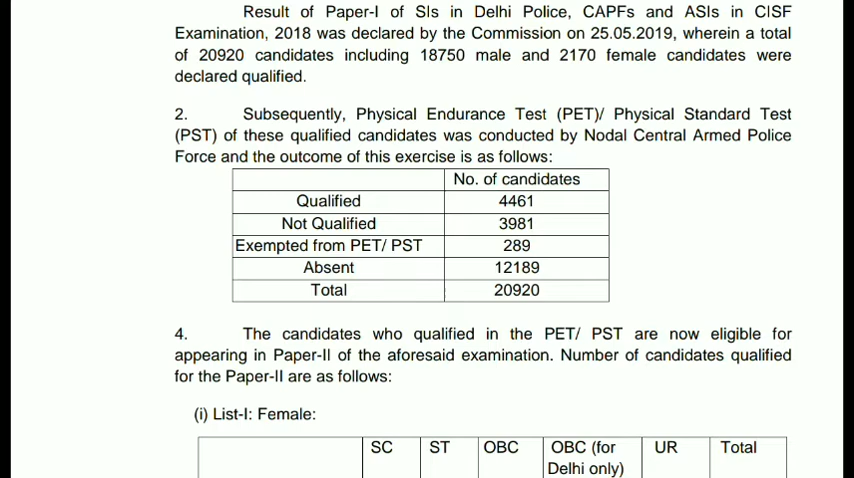 Result of Paper-I of SIs in Delhi Police, CAPFs and ASIs in CISF
Examination, 2018 was declared by the Commission on 25.05.2019, wherein a total
of 20920 candidates including 18750 male and 2170 female candidates were
declared qualified.
2. Subsequently, Physical Endurance Test (PET)/ Physical Standard Test
(PST) of these qualified candidates was conducted by Nodal Central Armed Police
Force and the outcome of this exercise is as follows:
No. of candidates
Qualified 4461
Not Qualified 3981
Exempted from PET/ PST 289
Absent 12189
Total 20920
4. The candidates who qualified in the PET/ PST are now eligible for
appearing in Paper-II of the aforesaid examination. Number of candidates qualified
for the Paper-II are as follows:
(i) List-I: Female:
SC ST OBC OBC (for UR Total
Delhi only)